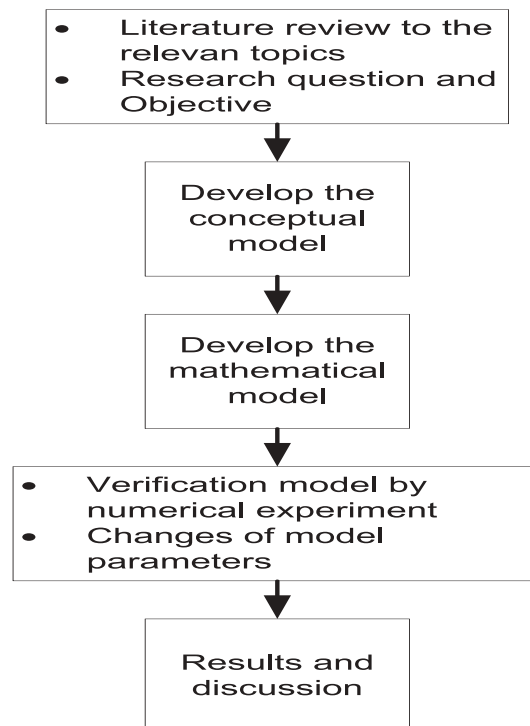 • Literature review to the
relevan topics
• Research question and
Objective
Develop the
conceptual
model
Develop the
mathematical
model
• Verification model by
numerical experiment
• Changes of model
parameters
Results and
discussion